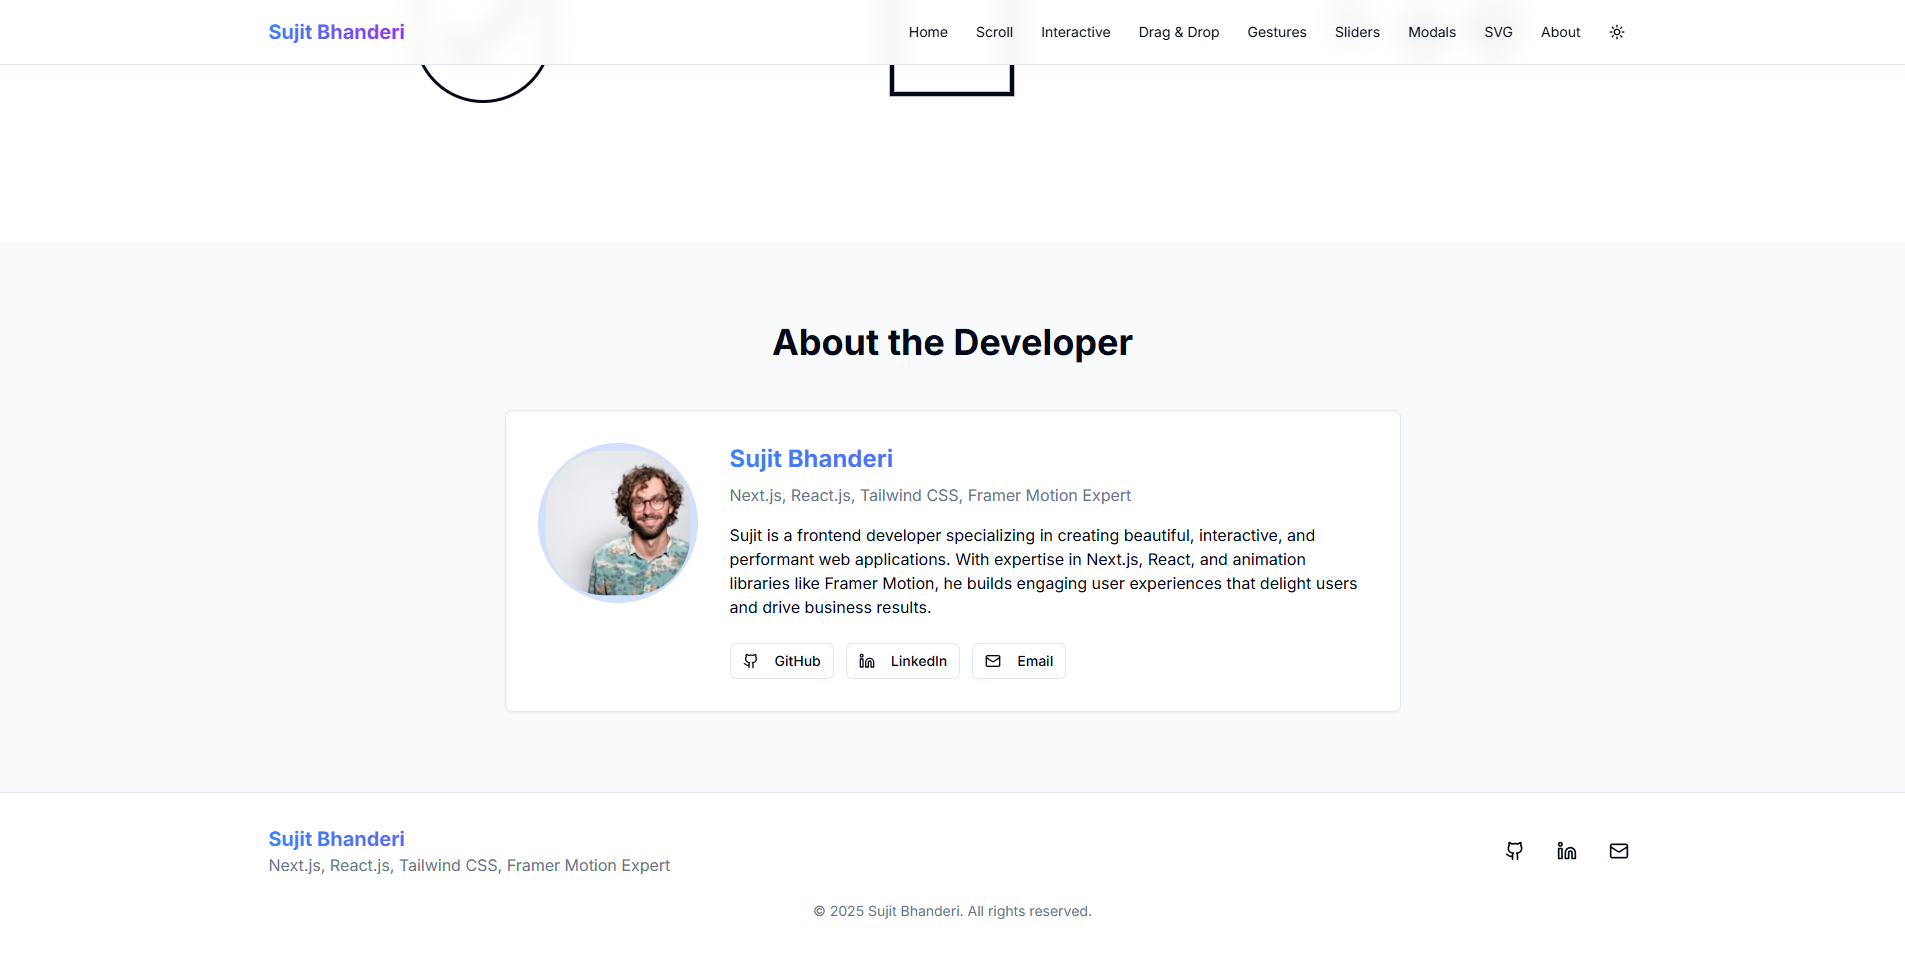 Sujit Bhanderi
Home Scroll Interactive Drag & Drop Gestures Sliders Modals SVG About
About the Developer
Sujit Bhanderi
Next.js, React.js, Tailwind CSS, Framer Motion Expert
Sujit is a frontend developer specializing in creating beautiful, interactive, and
performant web applications. With expertise in Next.js, React, and animation
libraries like Framer Motion, he builds engaging user experiences that delight users
and drive business results.
GitHub LinkedIn Email
Sujit Bhanderi
Next.js, React.js, Tailwind CSS, Framer Motion Expert
© 2025 Sujit Bhanderi. All rights reserved.